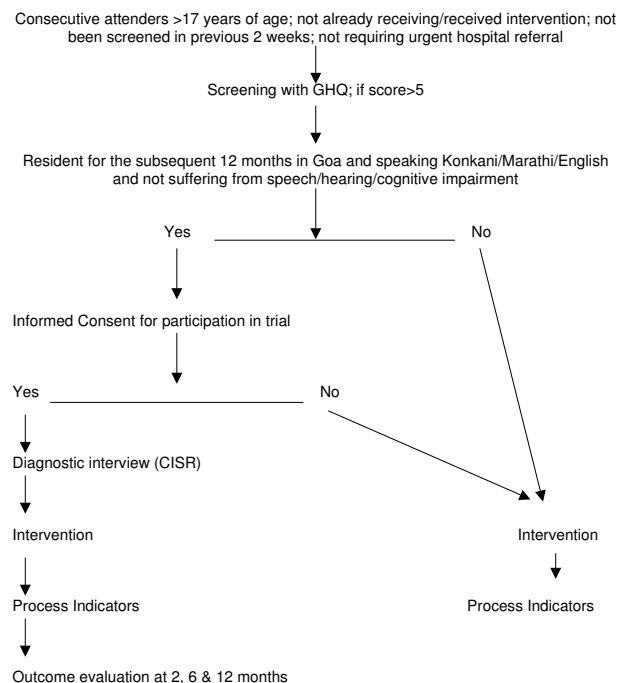 Consecutive attenders >17 years of age; not already receiving/received intervention; not
been screened in previous 2 weeks; not requiring urgent hospital referral
Screening with GHQ; if score>5
Resident for the subsequent 12 months in Goa and speaking Konkani/Marathi/English
and not suffering from speech/hearing/cognitive impairment
Yes No
Informed Consent for participation in trial
Yes No
Diagnostic interview (CISR)
Intervention Intervention
Process Indicators Process Indicators
Outcome evaluation at 2, 6 & 12 months